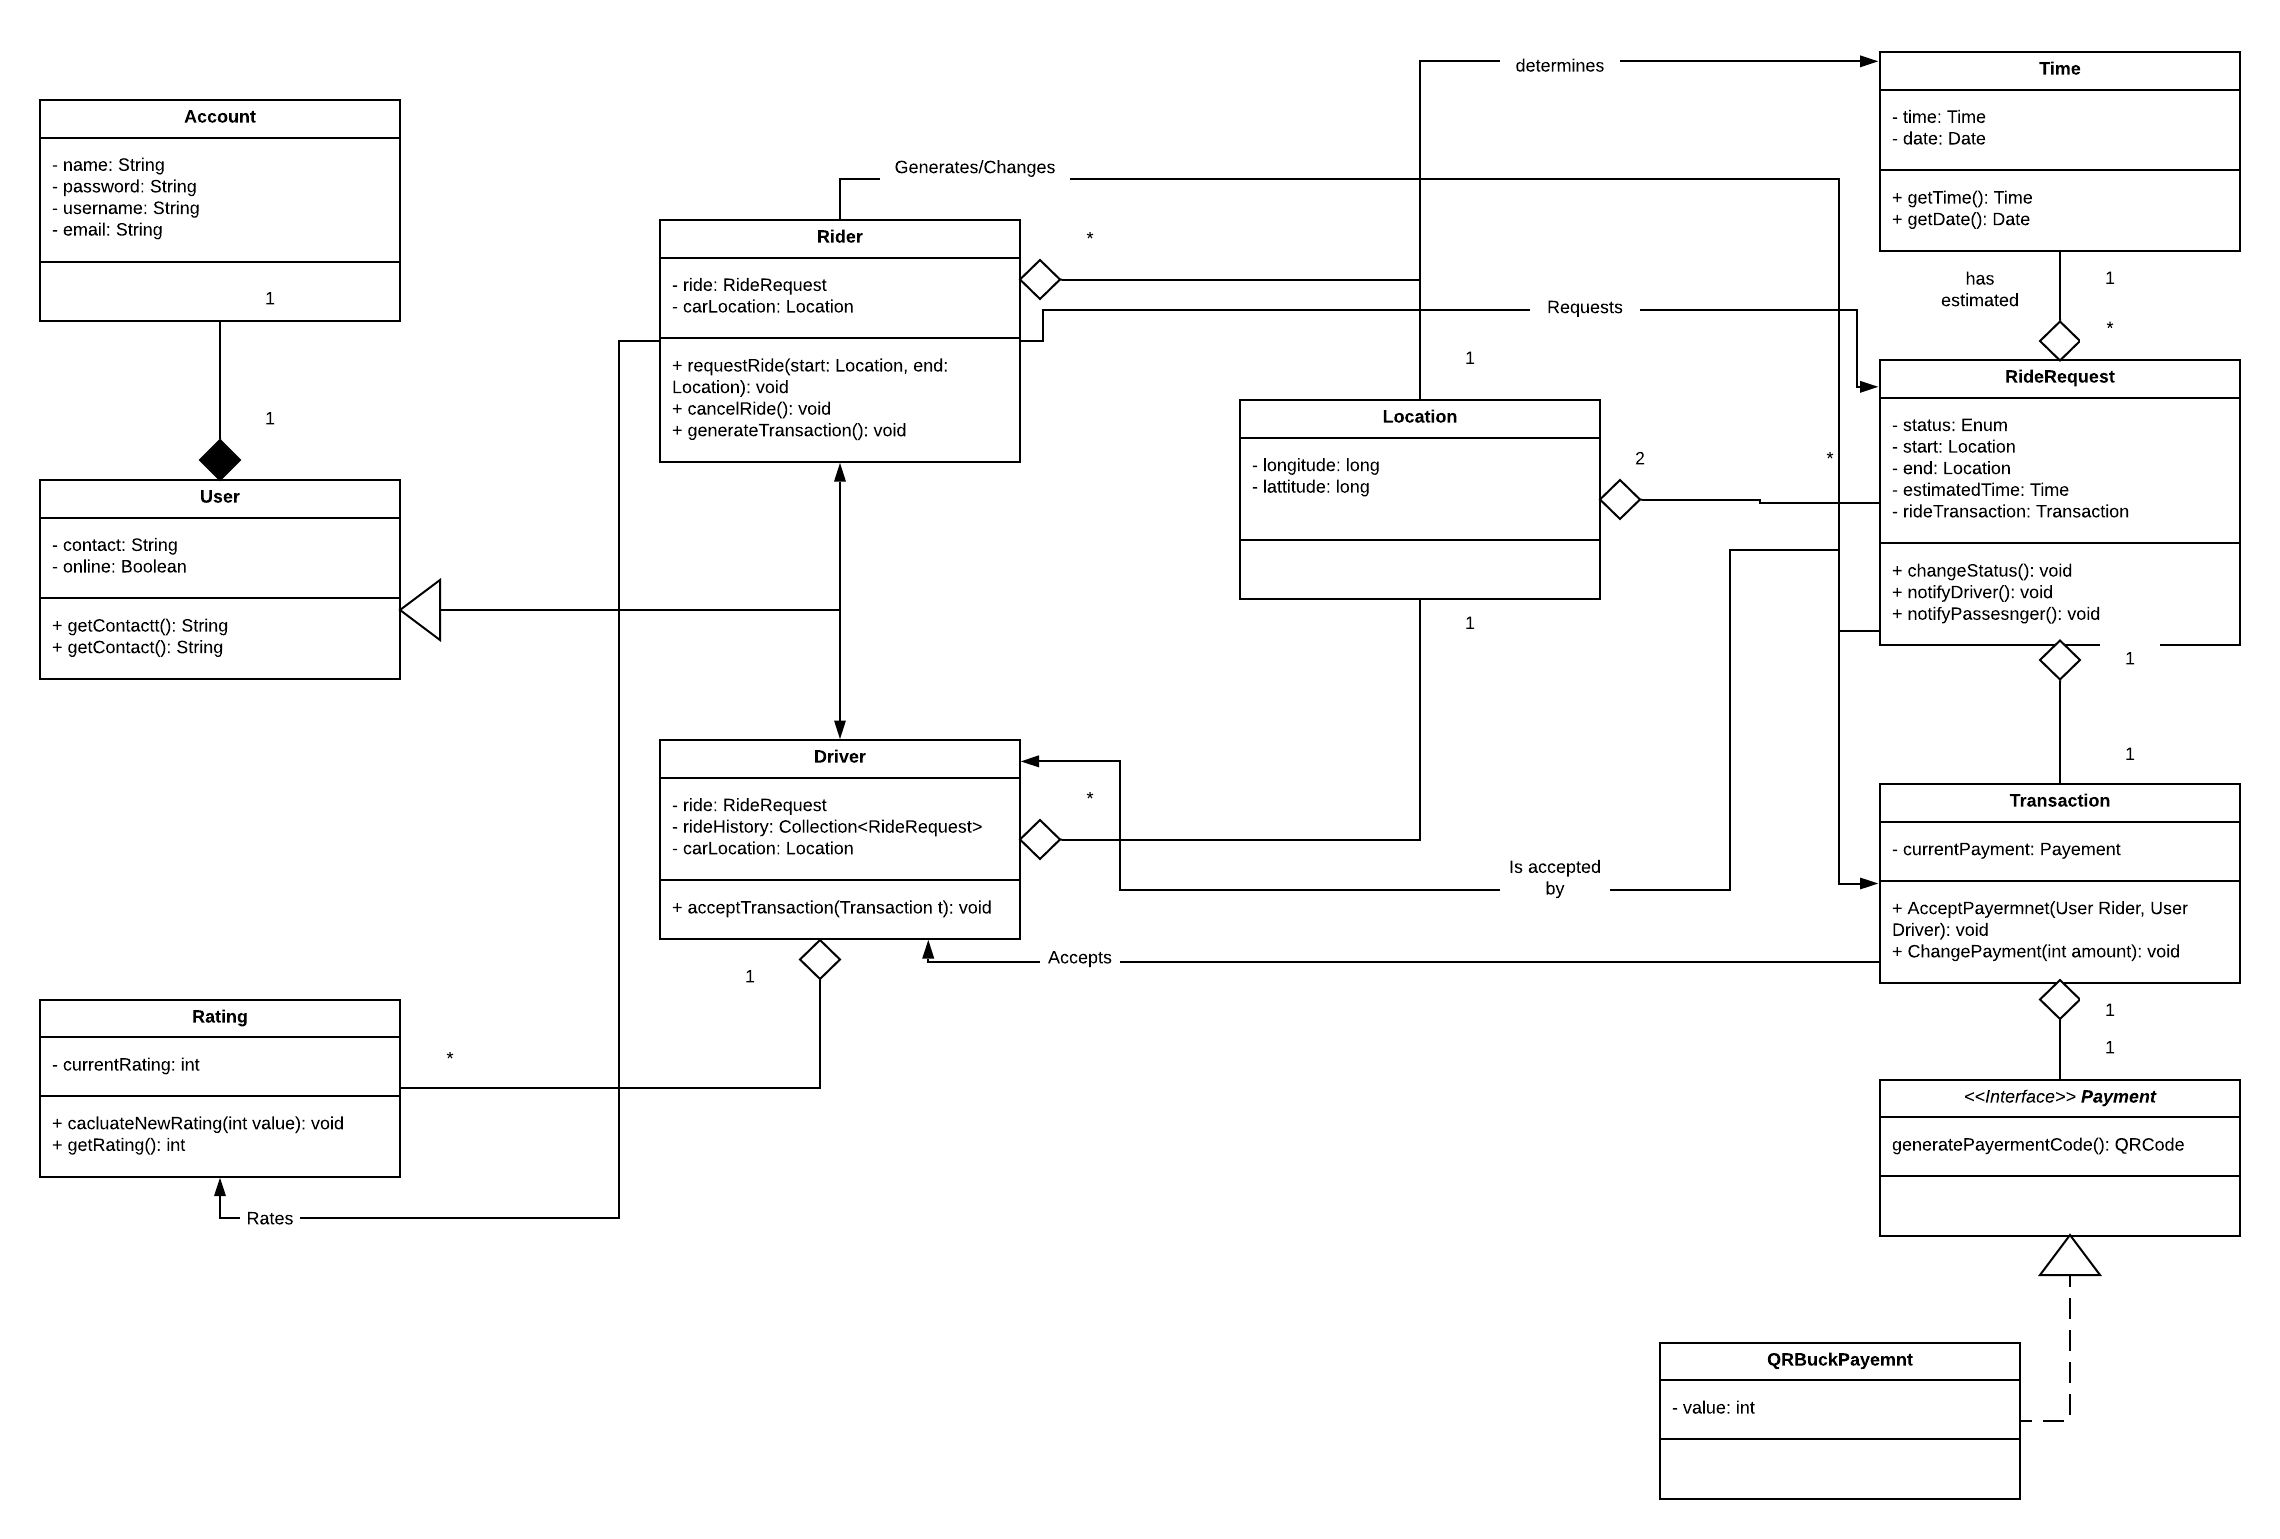 Account
- name: String
- password: String
- username: String
- email: String
1
1
User
- contact: String
- online: Boolean
+ getContactt(): String
+ getContact(): String
Rating
- currentRating: int
+ cacluateNewRating(int value): void
+ getRating(): int
*
Rates
Generates/Changes
Rider
- ride: RideRequest
- carLocation: Location
+ requestRide(start: Location, end:
Location): void
+ cancelRide(): void
+ generateTransaction(): void
*
Driver
- ride: RideRequest
- rideHistory: Collection<RideRequest>
- carLocation: Location
+ acceptTransaction(Transaction t): void
*
1
Accepts
determines
Requests
1
Location
- longitude: long
- lattitude: long
2
*
1
Is accepted
by
Time
- time: Time
- date: Date
+ getTime(): Time
+ getDate(): Date
has
estimated
1
*
RideRequest
- status: Enum
- start: Location
- end: Location
- estimatedTime: Time
- rideTransaction: Transaction
+ changeStatus(): void
+ notifyDriver(): void
+ notifyPassesnger(): void
1
1
Transaction
- currentPayment: Payement
+ AcceptPayermnet(User Rider, User
Driver): void
+ ChangePayment(int amount): void
1
1
<<Interface>> Payment
generatePayermentCode(): QRCode
QRBuckPayemnt
- value: int